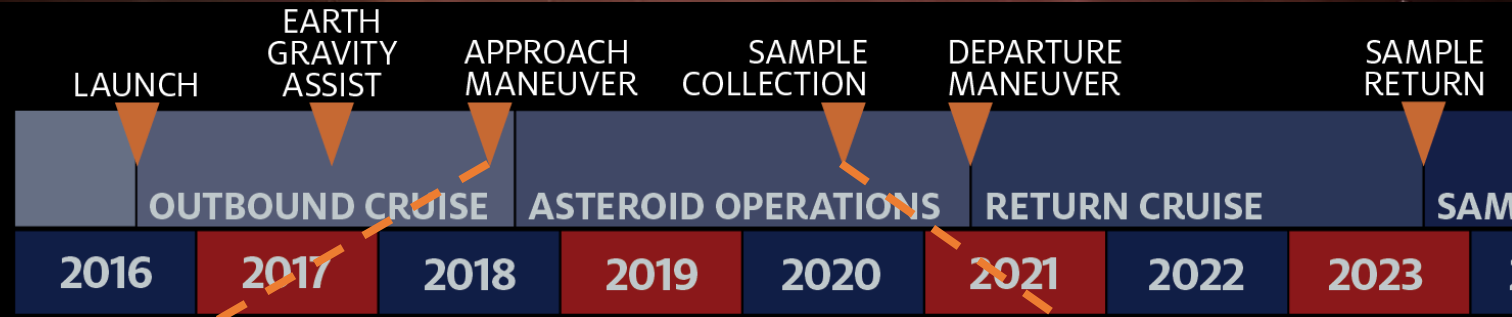 LAUNCH
EARTH
GRAVITY
ASSIST
APPROACH
MANEUVER
SAMPLE
COLLECTION
DEPARTURE
MANEUVER
SAMPLE
RETURN
OUTBOUND CRUISE
ASTEROID OPERATIONS
RETURN CRUISE
SAM
2016
2017
2018
2019
2020
2021
2022
2023